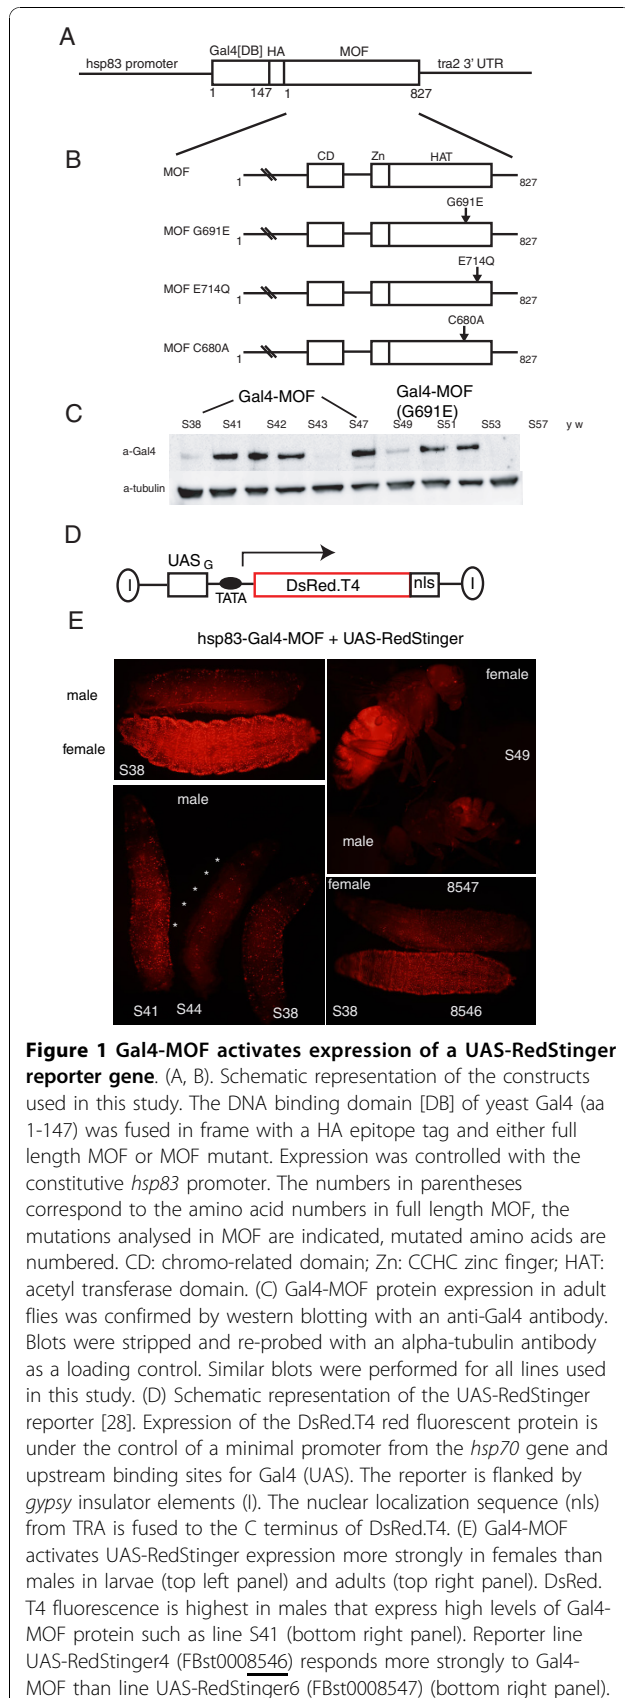 A
Gal4[DB] HA MOF
hsp83 promoter tra2 3' UTR
1 147 1 827
B
CD Zn HAT
MOF 1 827
G691E
MOF G691E 1 827
E714Q
MOF E714Q 1 827
C680A
MOF C680A 1 827
C
Gal4-MOF Gal4-MOF
(G691E)
S38 S41 S42 S43 S47 S49 S51 S53 S57 y w
a-Gal4
a-tubulin
D
UAS G
I TATA DsRed.T4 nls I
E
hsp83-Gal4-MOF + UAS-RedStinger
male
female
S38
female
S49
male
male
S41 S44 S38
female 8547
S38 8546
Figure 1 Gal4-MOF activates expression of a UAS-RedStinger
reporter gene. (A, B). Schematic representation of the constructs
used in this study. The DNA binding domain [DB] of yeast Gal4 (aa
1-147) was fused in frame with a HA epitope tag and either full
length MOF or MOF mutant. Expression was controlled with the
constitutive hsp83 promoter. The numbers in parentheses
correspond to the amino acid numbers in full length MOF, the
mutations analysed in MOF are indicated, mutated amino acids are
numbered. CD: chromo-related domain; Zn: CCHC zinc finger; HAT:
acetyl transferase domain. (C) Gal4-MOF protein expression in adult
flies was confirmed by western blotting with an anti-Gal4 antibody.
Blots were stripped and re-probed with an alpha-tubulin antibody
as a loading control. Similar blots were performed for all lines used
in this study. (D) Schematic representation of the UAS-RedStinger
reporter [28]. Expression of the DsRed.T4 red fluorescent protein is
under the control of a minimal promoter from the hsp70 gene and
upstream binding sites for Gal4 (UAS). The reporter is flanked by
gypsy insulator elements (I). The nuclear localization sequence (nls)
from TRA is fused to the C terminus of DsRed.T4. (E) Gal4-MOF
activates UAS-RedStinger expression more strongly in females than
males in larvae (top left panel) and adults (top right panel). DsRed.
T4 fluorescence is highest in males that express high levels of Gal4-
MOF protein such as line S41 (bottom right panel). Reporter line
UAS-RedStinger4 (FBst0008546) responds more strongly to Gal4-
MOF than line UAS-RedStinger6 (FBst0008547) (bottom right panel).